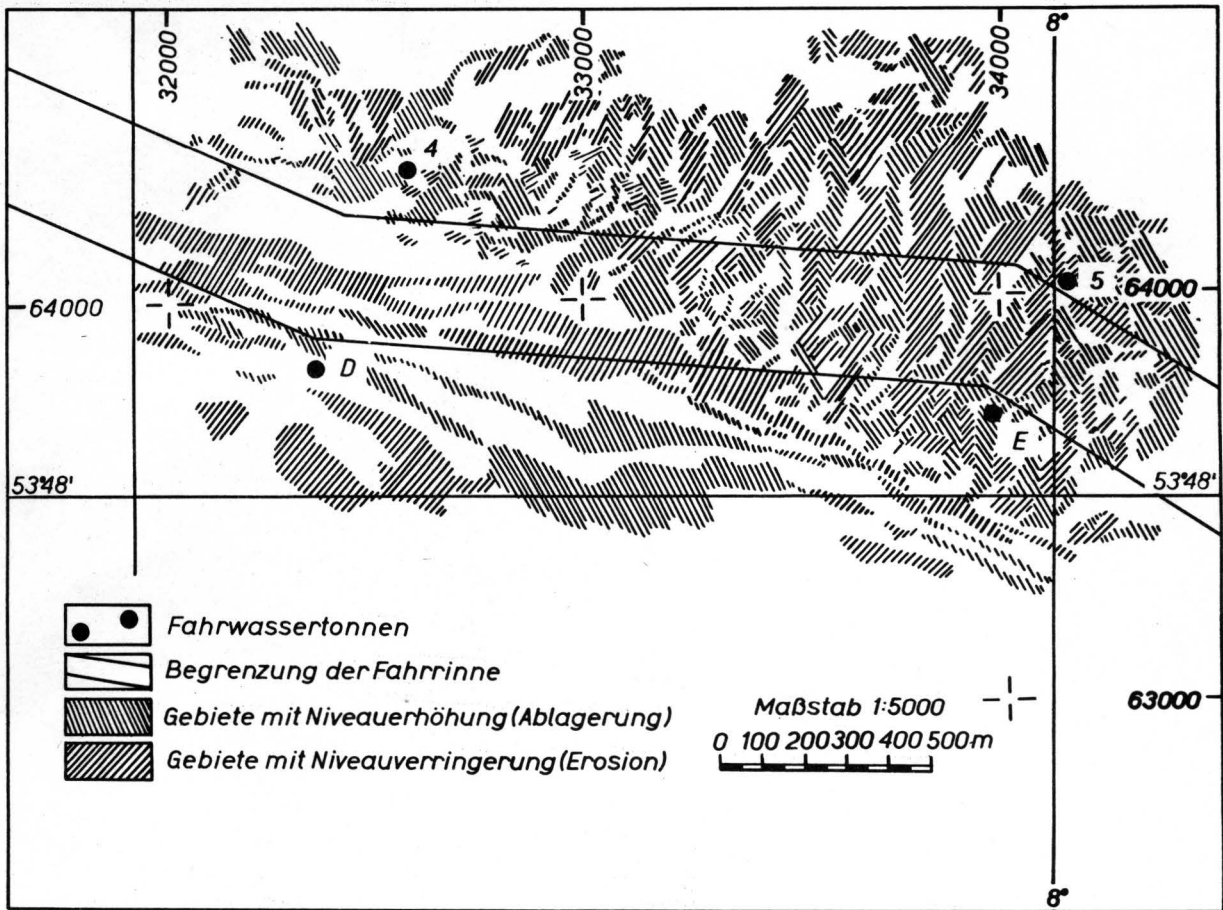 32000
33000
34000
8°
4
5
64000
64000
D
E
53°48'
53°48'
Fahrwassertonnen
Begrenzung der Fahrrinne
Gebiete mit Niveauerhöhung (Ablagerung)
Gebiete mit Niveauverringerung (Erosion)
Maßstab 1:5000
0 100 200 300 400 500 m
63000
8°